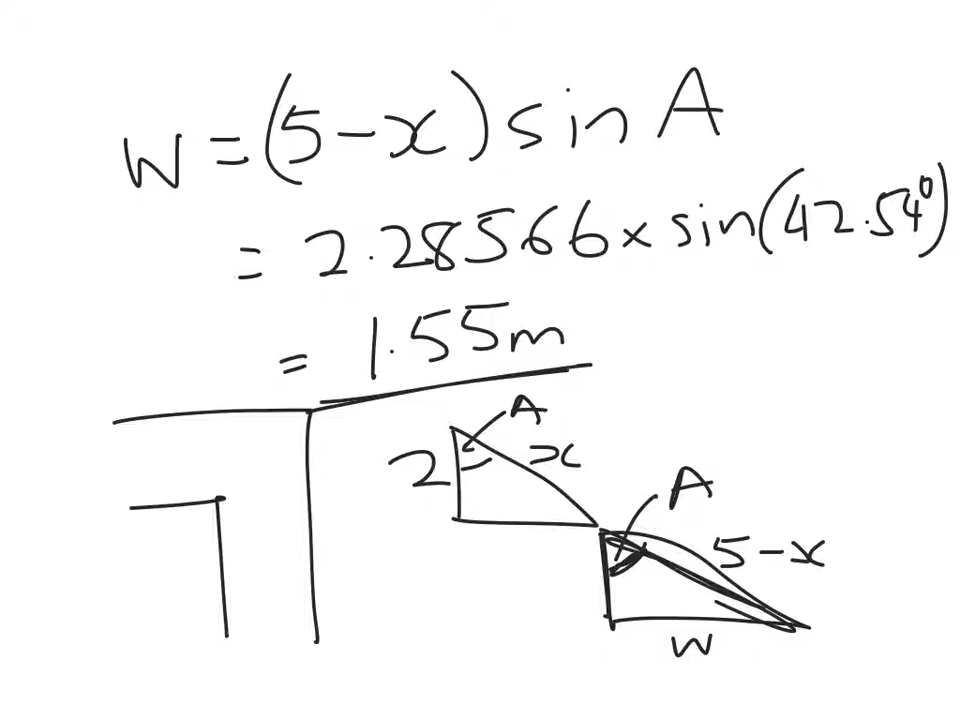 W = (5-x) sin A
= 2.28566 x sin(42.54°)
= 1.55m
A
2
x
A
5-x
W